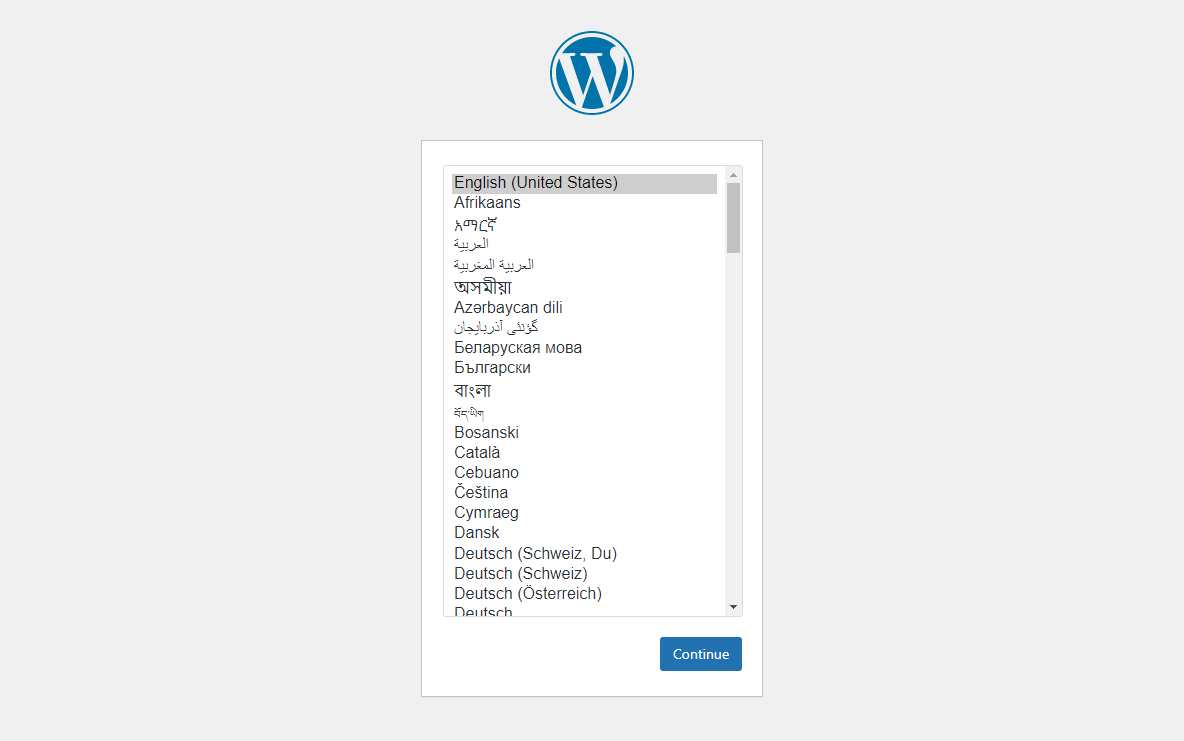 English (United States)
Afrikaans
አማርኛ
العربية
العربية المغربية
অসমীয়া
Azərbaycan dili
گؤنئی آذربایجان
Беларуская мова
Български
বাংলা
བོད་ཡིག
Bosanski
Català
Cebuano
Čeština
Cymraeg
Dansk
Deutsch (Schweiz, Du)
Deutsch (Schweiz)
Deutsch (Österreich)
Deutsch
Continue